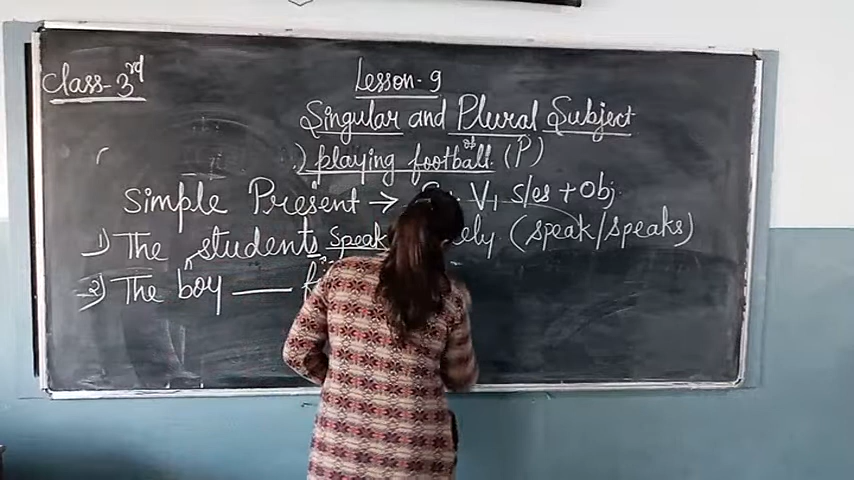 Class-3rd
Lesson-9
Singular and Plural Subject
playing football. (P)
Simple Present → V1 s/es + Obj.
1) The students speak (speak/speaks)
2) The boy ____